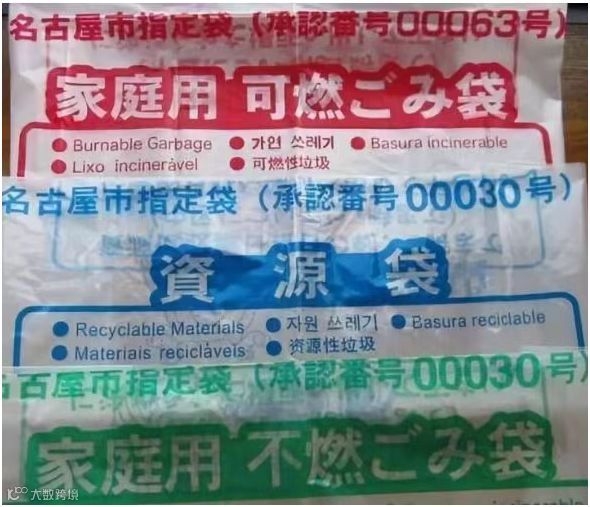 名古屋市指定袋（承認番号00063号）
家庭用 可燃ごみ袋
● Burnable Garbage ● 가연 쓰레기 ● Basura incinerable
● Lixo incinerável ● 可燃性垃圾
名古屋市指定袋（承認番号00030号）
資源袋
● Recyclable Materials ● 자원 쓰레기 ● Basura reciclable
● Materiais recicláveis ● 资源性垃圾
名古屋市指定袋（承認番号00030号）
家庭用 不燃ごみ袋
大数跨境